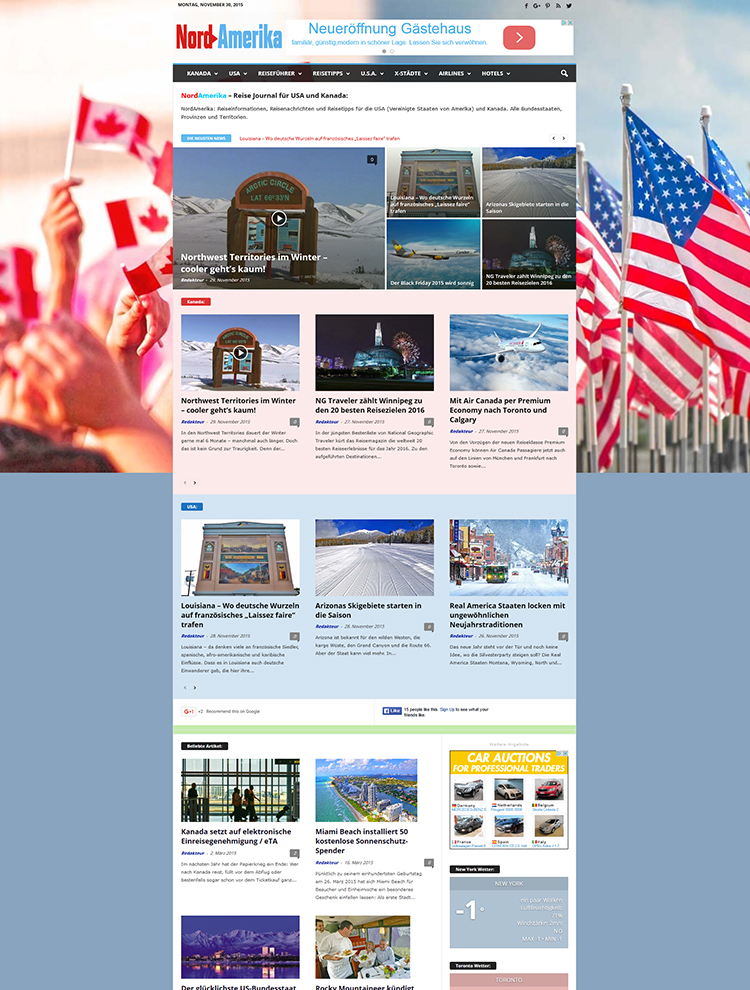 MONTAG, NOVEMBER 30, 2015
NordAmerika
Neueröffnung Gästehaus
familiär, günstig,modern in schöner Lage. Lassen Sie sich verwöhnen.
KANADA USA REISEFÜHRER REISETIPPS U.S.A. X-STÄDTE AIRLINES HOTELS
NordAmerika – Reise Journal für USA und Kanada:
NordAmerika: Reiseinformationen, Reisenachrichten und Reisetipps für die USA (Vereinigte Staaten von Amerika) und Kanada. Alle Bundesstaaten,
Provinzen und Territorien.
DIE NEUSTEN NEWS
Louisiana – Wo deutsche Wurzeln auf französisches „Laissez faire” trafen
0
ARCTIC CIRCLE
LAT 66°33'N
Northwest Territories im Winter –
cooler geht's kaum!
Redakteur - 29. November 2015
Louisiana – Wo deutsche Wurzeln
auf französisches „Laissez faire”
trafen
Arizonas Skigebiete starten in die
Saison
Der Black Friday 2015 wird sonnig
NG Traveler zählt Winnipeg zu den
20 besten Reisezielen 2016
Kanada:
Northwest Territories im Winter
– cooler geht's kaum!
Redakteur - 29. November 2015 0
In den Northwest Territories dauert der Winter
gerne mal 6 Monate – manchmal auch länger. Doch
das ist kein Grund zur Traurigkeit. Denn der...
NG Traveler zählt Winnipeg zu
den 20 besten Reisezielen 2016
Redakteur - 27. November 2015 0
In der jüngsten Bestenliste von National Geographic
Traveler kürt das Reisemagazin die weltweit 20
besten Reiseerlebnisse für das Jahr 2016. Zu den
aufgeführten Destinationen...
Mit Air Canada per Premium
Economy nach Toronto und
Calgary
Redakteur - 27. November 2015 0
Von den Vorzügen der neuen Reiseklasse Premium
Economy können Air Canada Passagiere jetzt auch
auf den Linien von München und Frankfurt nach
Toronto sowie...
USA:
Louisiana – Wo deutsche Wurzeln
auf französisches „Laissez faire”
trafen
Redakteur - 28. November 2015 0
Louisiana – da denken viele an französische Siedler,
spanische, afro-amerikanische und karibische
Einflüsse. Dass es in Louisiana auch deutsche
Einwanderer gab, die hier ihre...
Arizonas Skigebiete starten in
die Saison
Redakteur - 28. November 2015 0
Arizona ist bekannt für den wilden Westen, die
karge Wüste, den Grand Canyon und die Route 66.
Aber der Staat kann viel mehr. In...
Real America Staaten locken mit
ungewöhnlichen
Neujahrstraditionen
Redakteur - 26. November 2015 0
Das neue Jahr steht vor der Tür und noch keine
Idee, wo die Silvesterparty steigen soll? Die Real
America Staaten Montana, Wyoming, North und...
G+1 +2 Recommend this on Google
Like 15 people like this. Sign Up to see what your
friends like.
Beliebte Artikel:
Kanada setzt auf elektronische
Einreisegenehmigung / eTA
Redakteur - 2. März 2015
Im nächsten Jahr hat der Papierkrieg ein Ende: Wer
nach Kanada reist, füllt vor dem Abflug oder
bestenfalls sogar schon vor dem Ticketkauf ganz...
Miami Beach installiert 50
kostenlose Sonnenschutz-
Spender
Redakteur - 16. März 2015 0
Pünktlich zu seinem einhundertsten Geburtstag
am 26. März 2015 hat sich Miami Beach für
Besucher und Einheimische ein besonderes
Geschenk einfallen lassen: Als erste Stadt...
Der glücklichste US-Bundesstaat
Rocky Mountaineer kündigt
Weitere Angebote
CAR AUCTIONS
FOR PROFESSIONAL TRADERS
Germany Netherlands Belgium
France Spain Italy
New York Wetter:
NEW YORK
-1°
ein paar Wolken
Luftfeuchtigkeit:
71%
Windstärke: 2m/s
NO
MAX -1 • MIN -1
Toronto Wetter:
TORONTO